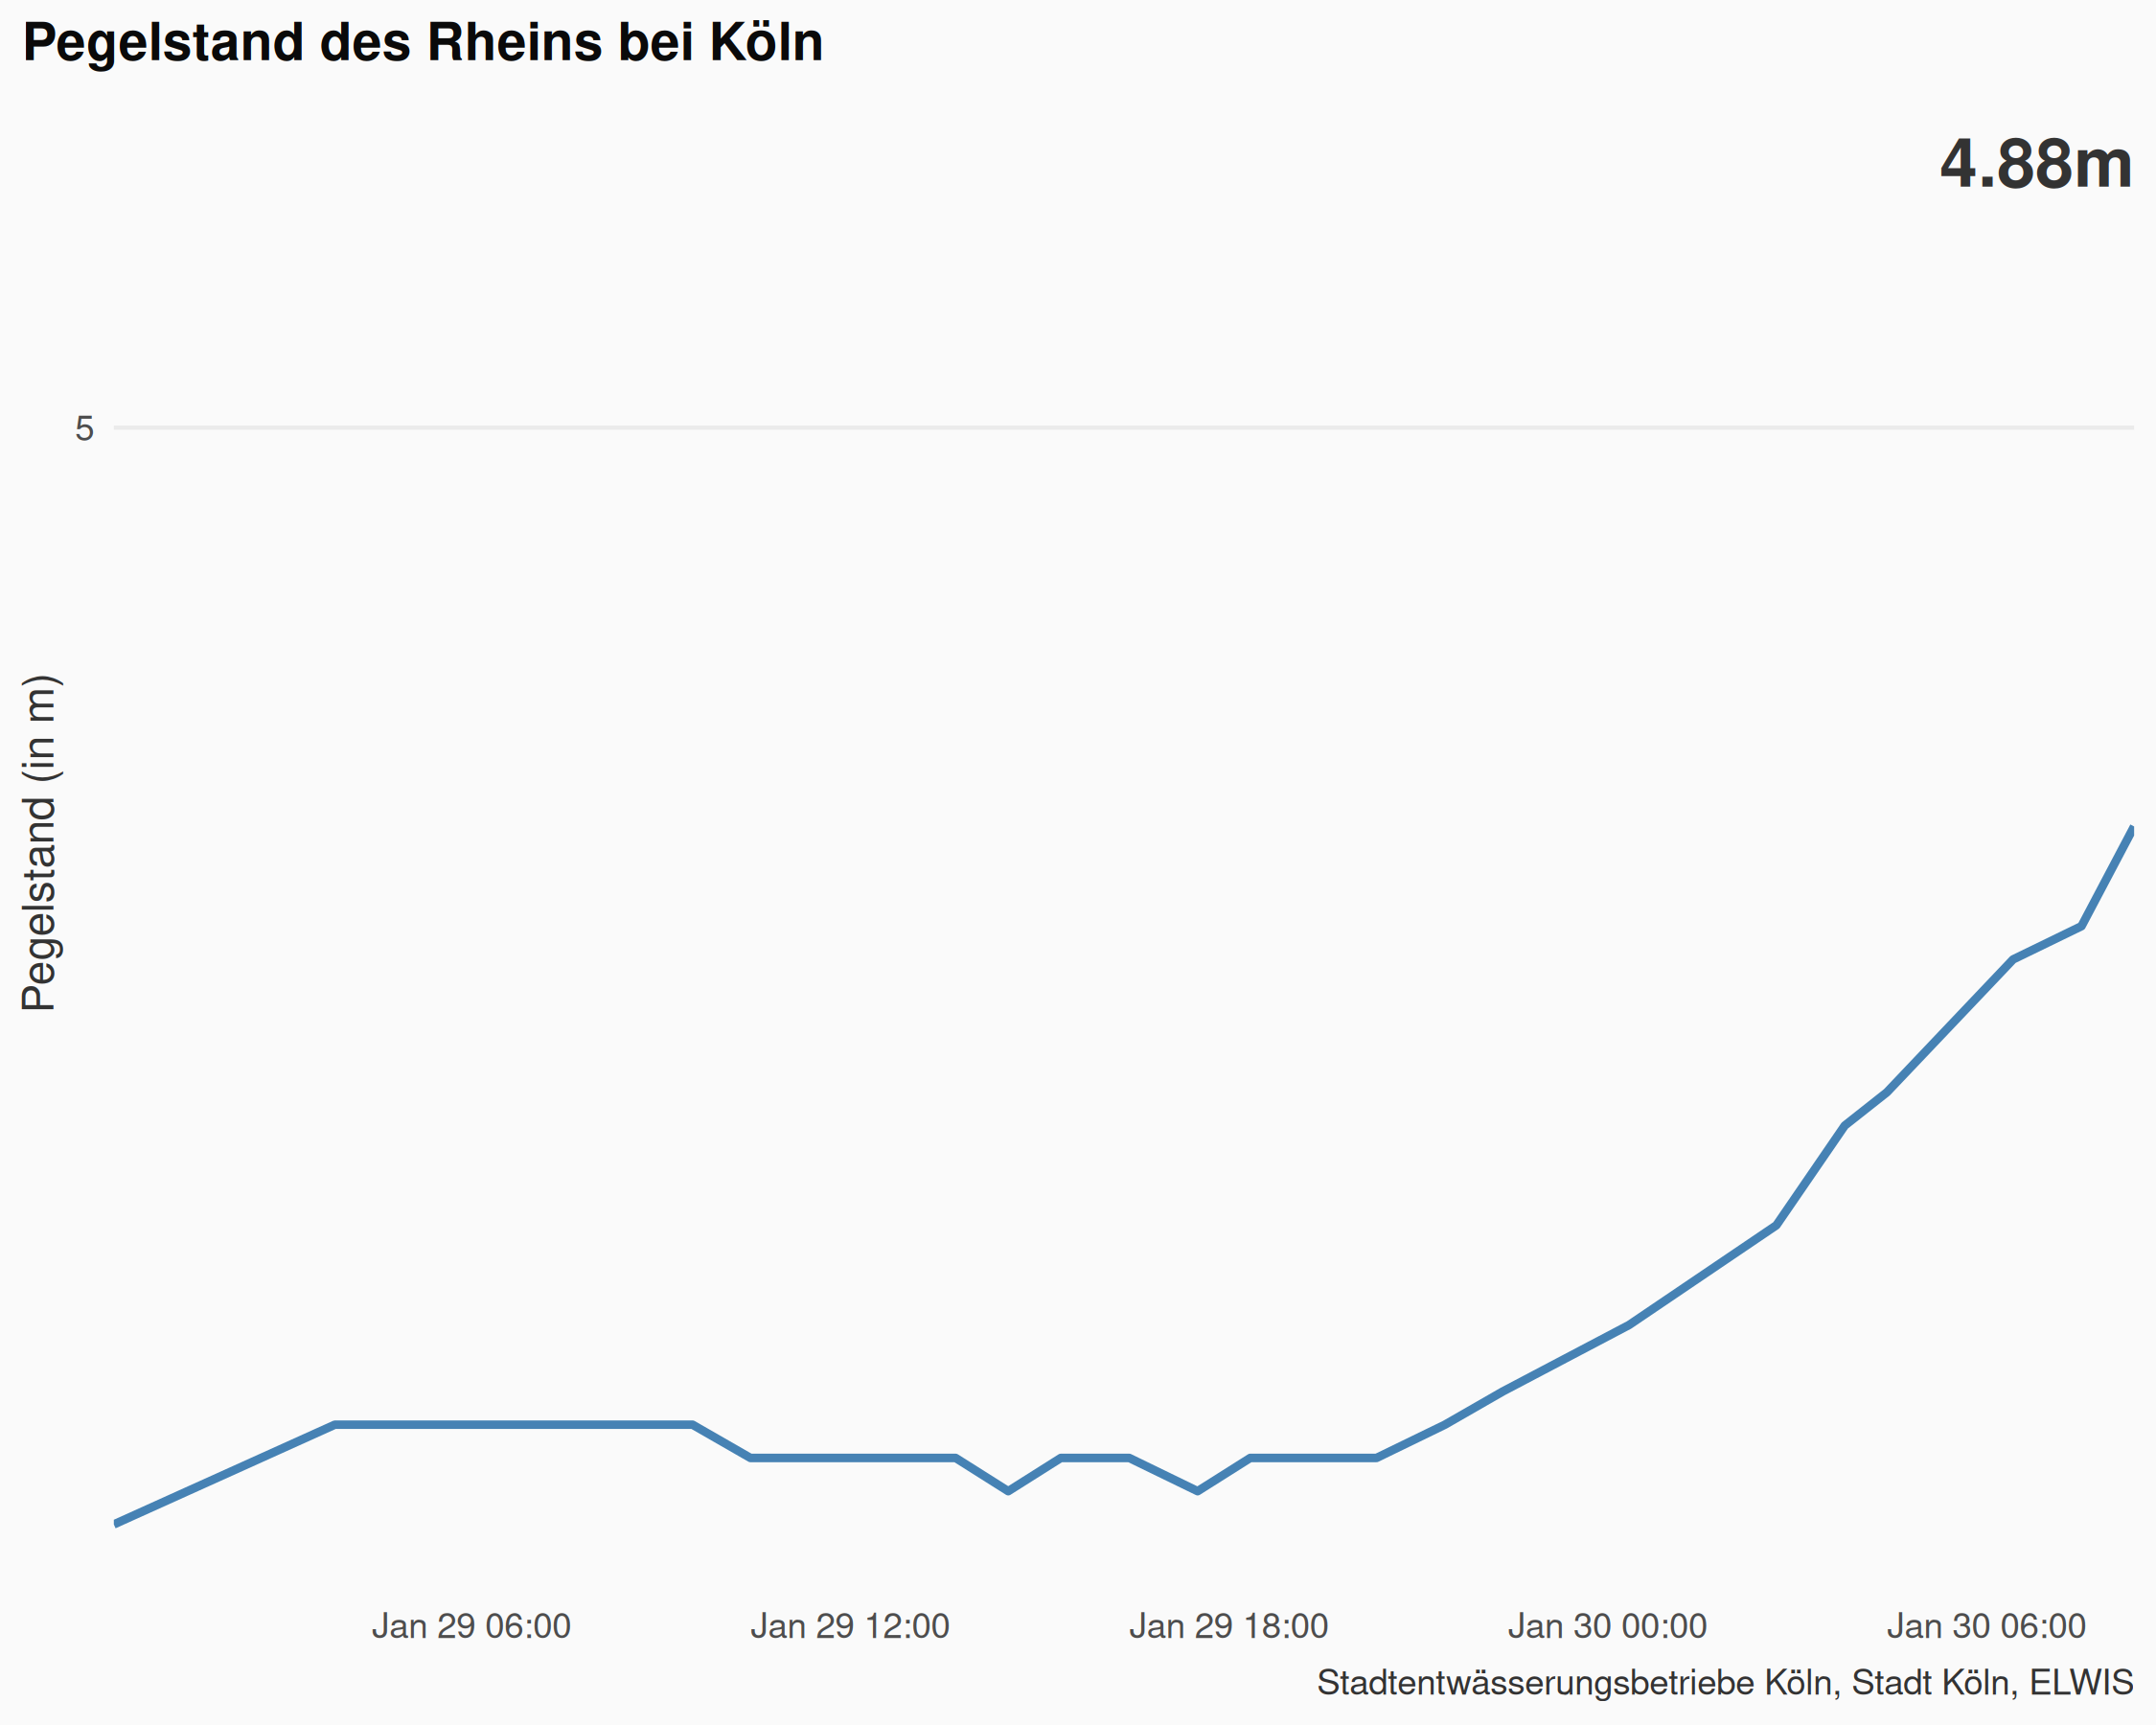 Pegelstand des Rheins bei Köln
4.88m
5
Pegelstand (in m)
Jan 29 06:00
Jan 29 12:00
Jan 29 18:00
Jan 30 00:00
Jan 30 06:00
Stadtentwässerungsbetriebe Köln, Stadt Köln, ELWIS